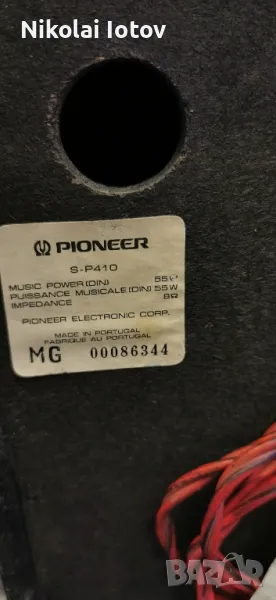 Nikolai Iotov
PIONEER
S-P410
MUSIC POWER (DIN) 55W
PUISSANCE MUSICALE (DIN) 55W
IMPEDANCE 8Ω
PIONEER ELECTRONIC CORP.
MADE IN PORTUGAL
FABRIQUE AU PORTUGAL
MG 00086344
bazar